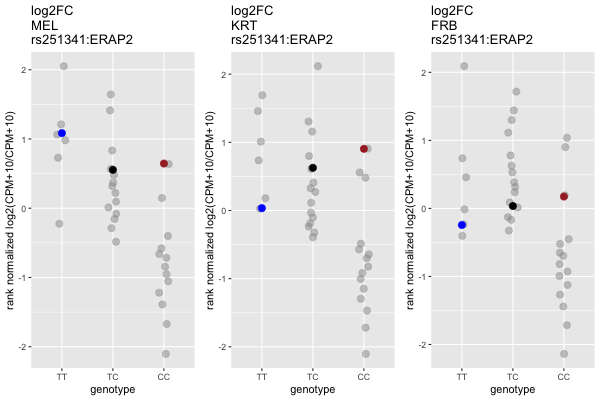 log2FC
MEL
rs251341:ERAP2
rank normalized log2(CPM+10/CPM+10)
2
1
0
-1
-2
TT
TC
CC
genotype
log2FC
KRT
rs251341:ERAP2
rank normalized log2(CPM+10/CPM+10)
2
1
0
-1
-2
TT
TC
CC
genotype
log2FC
FRB
rs251341:ERAP2
rank normalized log2(CPM+10/CPM+10)
2
1
0
-1
-2
TT
TC
CC
genotype